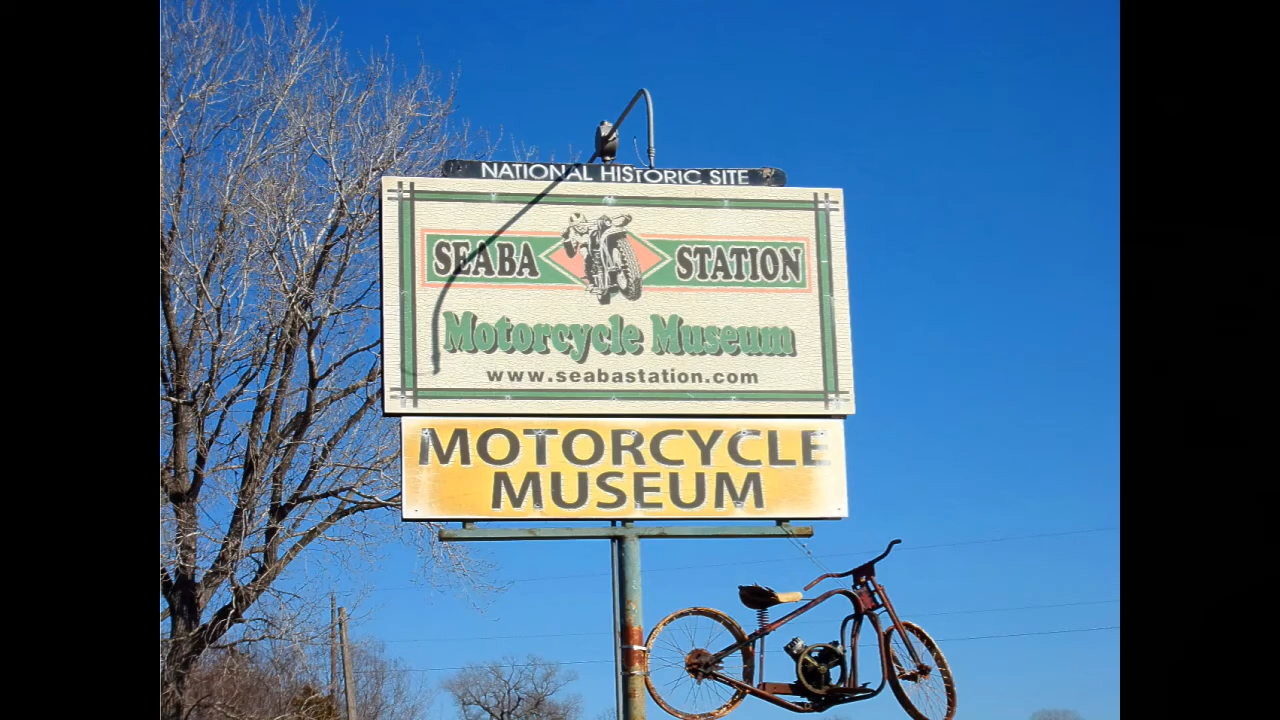 NATIONAL HISTORIC SITE
SEABA STATION
Motorcycle Museum
www.seabastation.com
MOTORCYCLE
MUSEUM